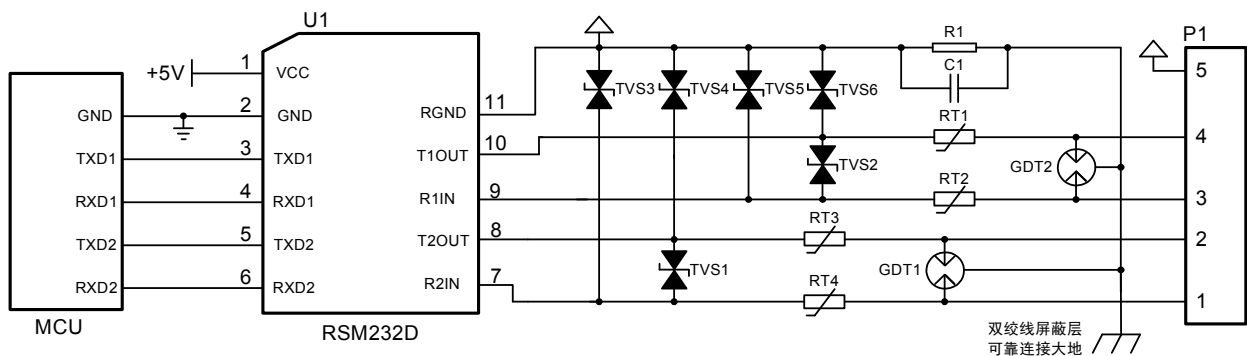 U1
P1
+5V
1
VCC
2
GND
3
TXD1
4
RXD1
5
TXD2
6
RXD2
GND
TXD1
RXD1
TXD2
RXD2
MCU
RGND
11
T1OUT
10
R1IN
9
T2OUT
8
R2IN
7
RSM232D
TVS3
TVS4
TVS5
TVS6
TVS2
TVS1
R1
C1
RT1
RT2
RT3
RT4
GDT2
GDT1
5
4
3
2
1
双绞线屏蔽层
可靠连接大地